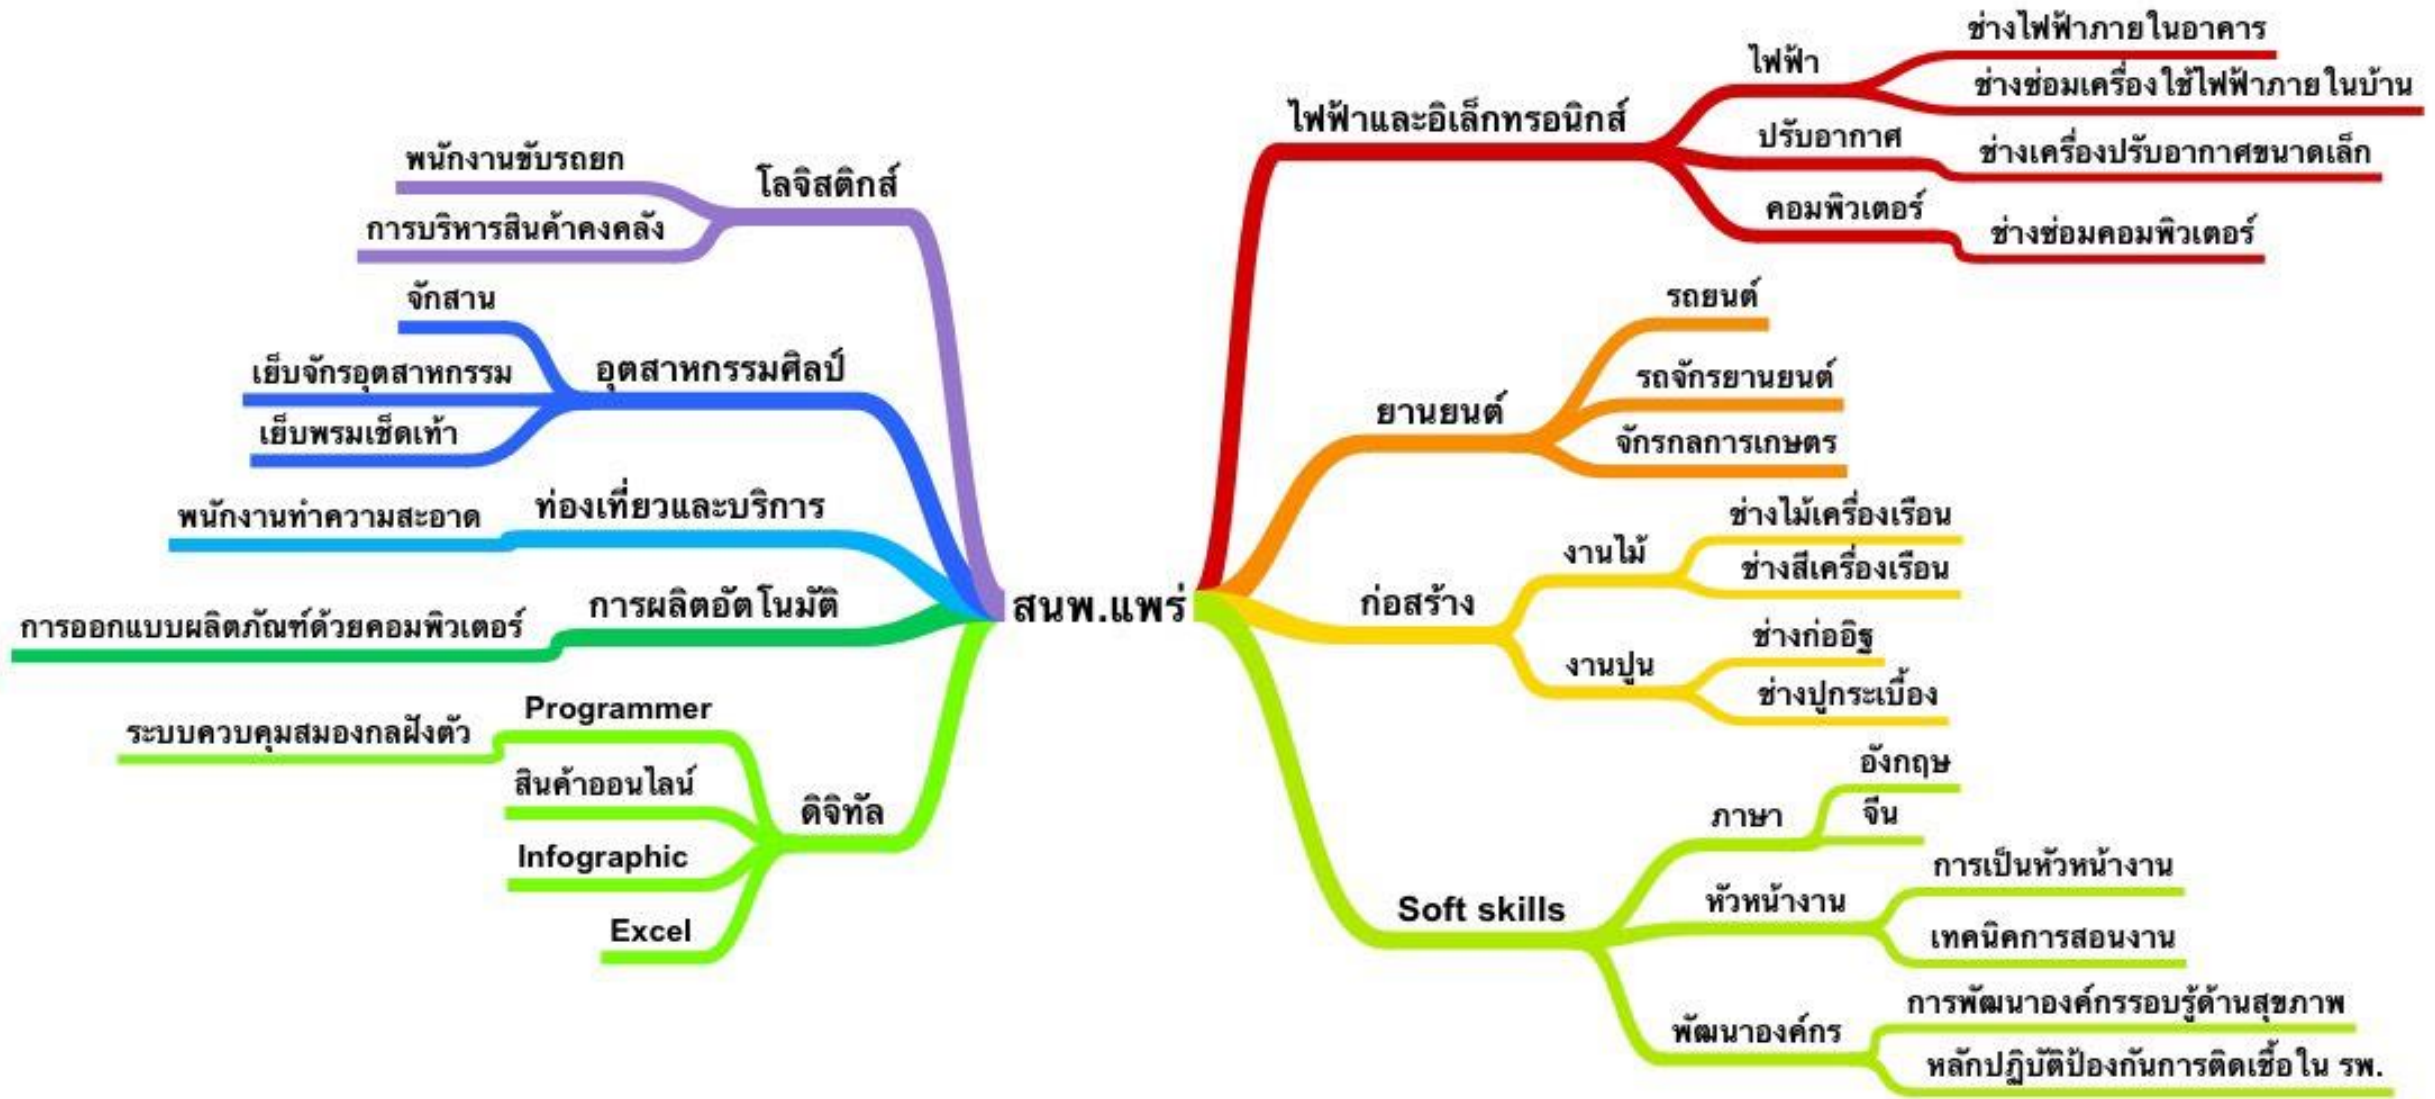 สนพ.แพร่
ไฟฟ้าและอิเล็กทรอนิกส์
ไฟฟ้า
ช่างไฟฟ้าภายในอาคาร
ช่างซ่อมเครื่องใช้ไฟฟ้าภายในบ้าน
ปรับอากาศ
ช่างเครื่องปรับอากาศขนาดเล็ก
คอมพิวเตอร์
ช่างซ่อมคอมพิวเตอร์
ยานยนต์
รถยนต์
รถจักรยานยนต์
จักรกลการเกษตร
ก่อสร้าง
งานไม้
ช่างไม้เครื่องเรือน
ช่างสีเครื่องเรือน
งานปูน
ช่างก่ออิฐ
ช่างปูกระเบื้อง
Soft skills
ภาษา
อังกฤษ
จีน
หัวหน้างาน
การเป็นหัวหน้างาน
เทคนิคการสอนงาน
พัฒนาองค์กร
การพัฒนาองค์กรรอบรู้ด้านสุขภาพ
หลักปฏิบัติป้องกันการติดเชื้อใน รพ.
โลจิสติกส์
พนักงานขับรถยก
การบริหารสินค้าคงคลัง
อุตสาหกรรมศิลป์
จักสาน
เย็บจักรอุตสาหกรรม
เย็บพรมเช็ดเท้า
ท่องเที่ยวและบริการ
พนักงานทำความสะอาด
การผลิตอัตโนมัติ
การออกแบบผลิตภัณฑ์ด้วยคอมพิวเตอร์
ดิจิทัล
Programmer
ระบบควบคุมสมองกลฝังตัว
สินค้าออนไลน์
Infographic
Excel